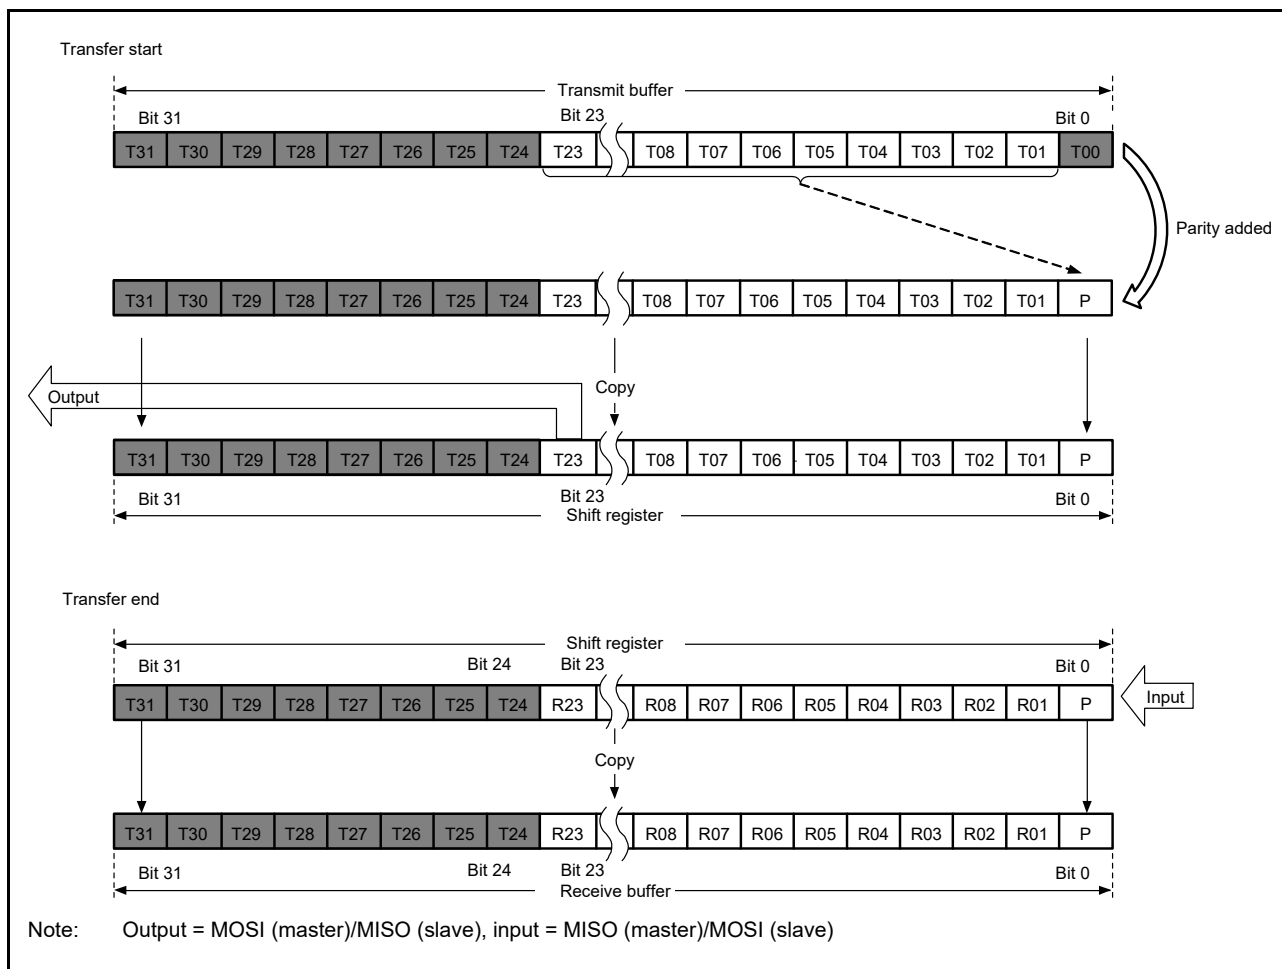 Transfer start
Transmit buffer
Bit 31 Bit 23 Bit 0
T31 T30 T29 T28 T27 T26 T25 T24 T23 T08 T07 T06 T05 T04 T03 T02 T01 T00
Parity added
T31 T30 T29 T28 T27 T26 T25 T24 T23 T08 T07 T06 T05 T04 T03 T02 T01 P
Copy
Output
T31 T30 T29 T28 T27 T26 T25 T24 T23 T08 T07 T06 T05 T04 T03 T02 T01 P
Bit 31 Bit 23 Bit 0
Shift register
Transfer end
Shift register
Bit 31 Bit 24 Bit 23 Bit 0
T31 T30 T29 T28 T27 T26 T25 T24 R23 R08 R07 R06 R05 R04 R03 R02 R01 P
Input
Copy
T31 T30 T29 T28 T27 T26 T25 T24 R23 R08 R07 R06 R05 R04 R03 R02 R01 P
Bit 31 Bit 24 Bit 23 Bit 0
Receive buffer
Note: Output = MOSI (master)/MISO (slave), input = MISO (master)/MOSI (slave)